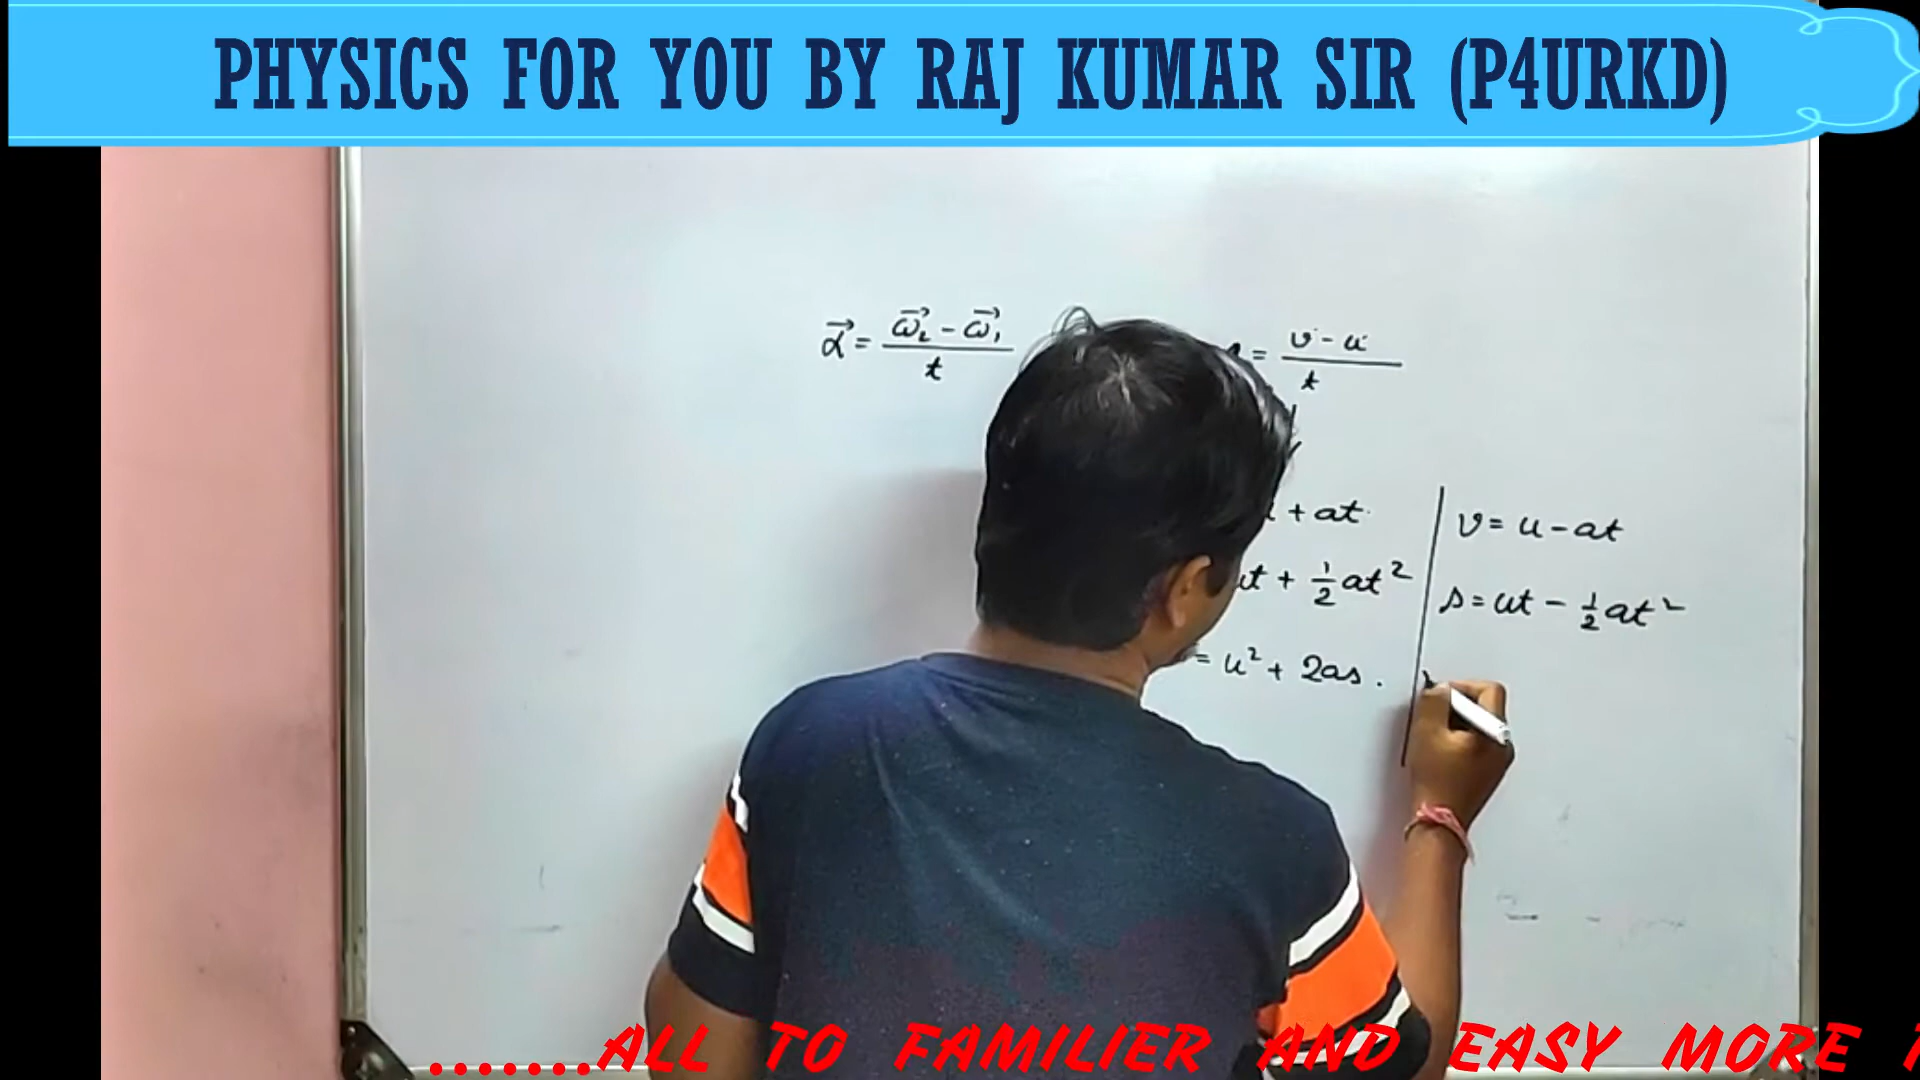 PHYSICS FOR YOU BY RAJ KUMAR SIR (P4URKD)
α⃗ = (ω⃗₂ - ω⃗₁)/t
= (v - u)/t
+ at
v = u - at
ut + ½at²
s = ut - ½at²
= u² + 2as.
.......ALL TO FAMILIER AND EASY MORE